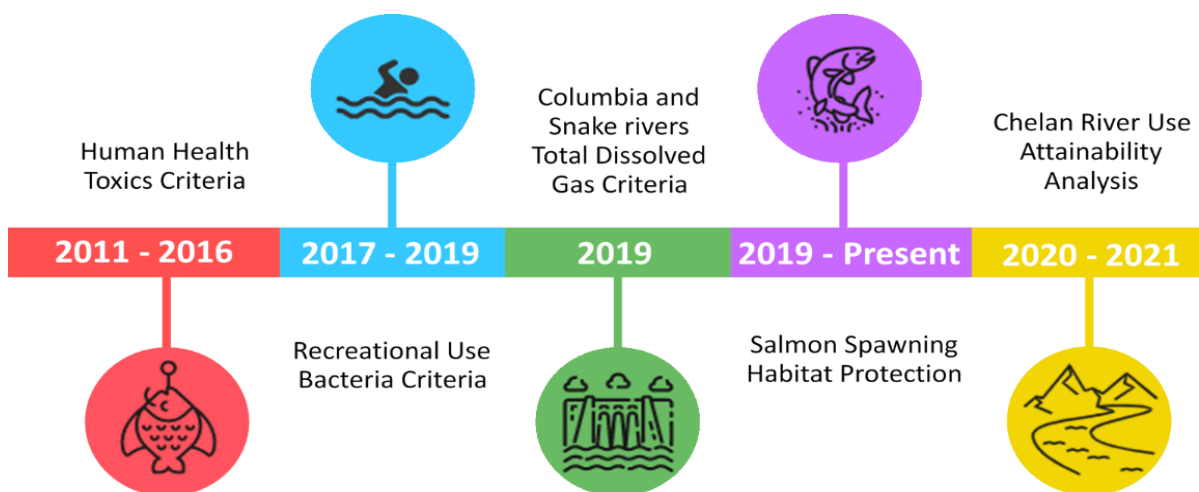 Human Health
Toxics Criteria
2011 - 2016
2017 - 2019
Recreational Use
Bacteria Criteria
Columbia and
Snake rivers
Total Dissolved
Gas Criteria
2019
2019 - Present
Salmon Spawning
Habitat Protection
Chelan River Use
Attainability
Analysis
2020 - 2021